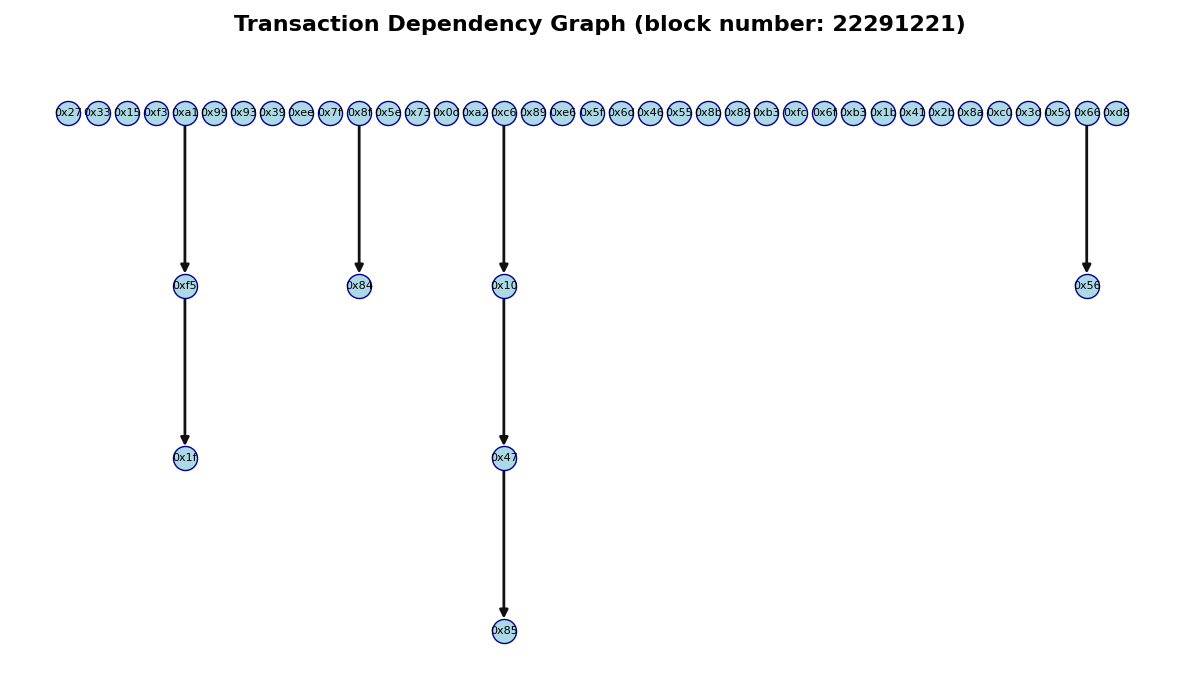 Transaction Dependency Graph (block number: 22291221)
0x27 0x33 0x15 0xf3 0xa1 0x99 0x93 0x39 0xee 0x7f 0x8f 0x5e 0x73 0x0d 0xa2 0xc6 0x89 0xe6 0x5f 0x6d 0x46 0x55 0x8b 0x88 0xb3 0xfc 0x6f 0xb3 0x1b 0x41 0x2b 0x8a 0xc0 0x3d 0x5c 0x66 0xd8
0xf5 0x84 0x10 0x56
0x1f 0x47
0x85